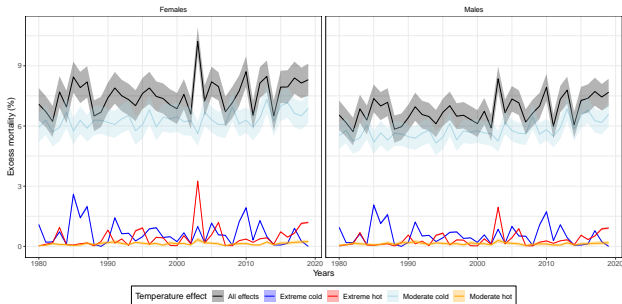 Females
Males
Excess mortality (%)
9
6
3
0
1980
1990
2000
2010
2020
1980
1990
2000
2010
2020
Years
Temperature effect
All effects
Extreme cold
Extreme hot
Moderate cold
Moderate hot